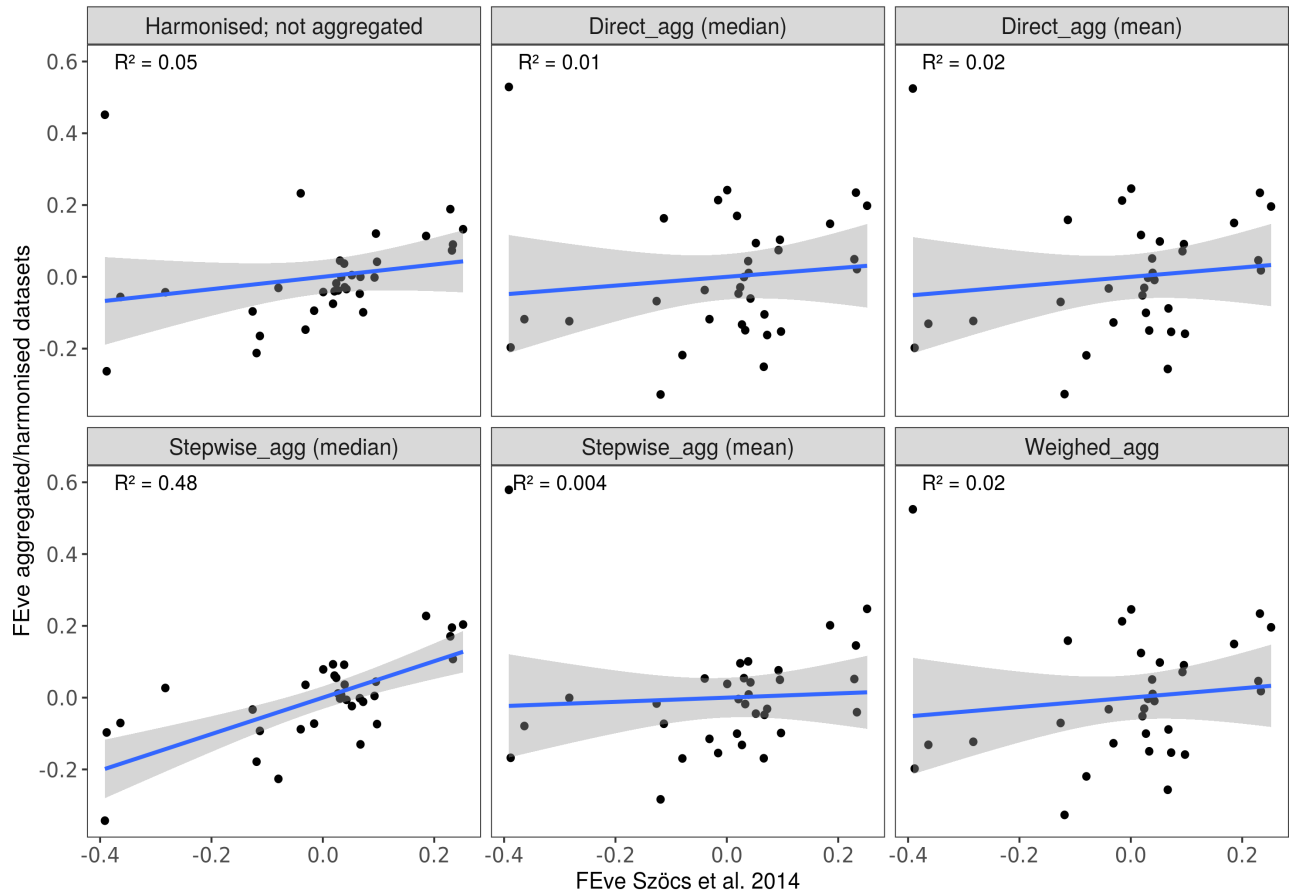 Harmonised; not aggregated
Direct_agg (median)
Direct_agg (mean)
R² = 0.05
R² = 0.01
R² = 0.02
0.6
0.4
0.2
0.0
-0.2
Stepwise_agg (median)
Stepwise_agg (mean)
Weighed_agg
R² = 0.48
R² = 0.004
R² = 0.02
0.6
0.4
0.2
0.0
-0.2
-0.4 -0.2 0.0 0.2
-0.4 -0.2 0.0 0.2
-0.4 -0.2 0.0 0.2
FEve Szöcs et al. 2014
FEve aggregated/harmonised datasets